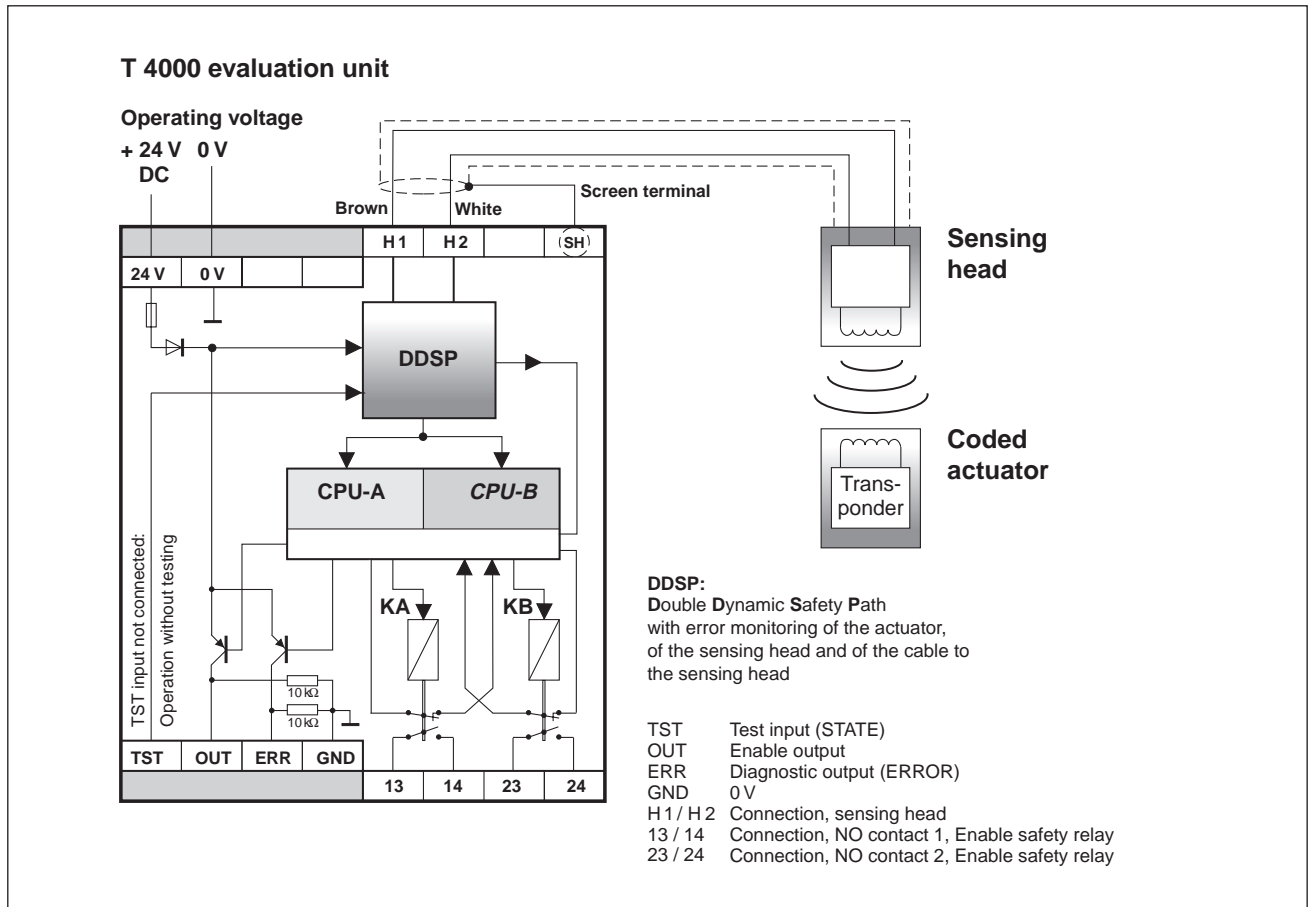 T 4000 evaluation unit
Operating voltage
+ 24 V 0 V
DC
Brown
White
Screen terminal
H1 H2 SH
24 V 0 V
Sensing
head
DDSP
Coded
actuator
Trans-
ponder
CPU-A CPU-B
TST input not connected:
Operation without testing
KA KB
10 kΩ
10 kΩ
TST OUT ERR GND
13 14 23 24
DDSP:
Double Dynamic Safety Path
with error monitoring of the actuator,
of the sensing head and of the cable to
the sensing head
TST Test input (STATE)
OUT Enable output
ERR Diagnostic output (ERROR)
GND 0 V
H1/H2 Connection, sensing head
13 / 14 Connection, NO contact 1, Enable safety relay
23 / 24 Connection, NO contact 2, Enable safety relay